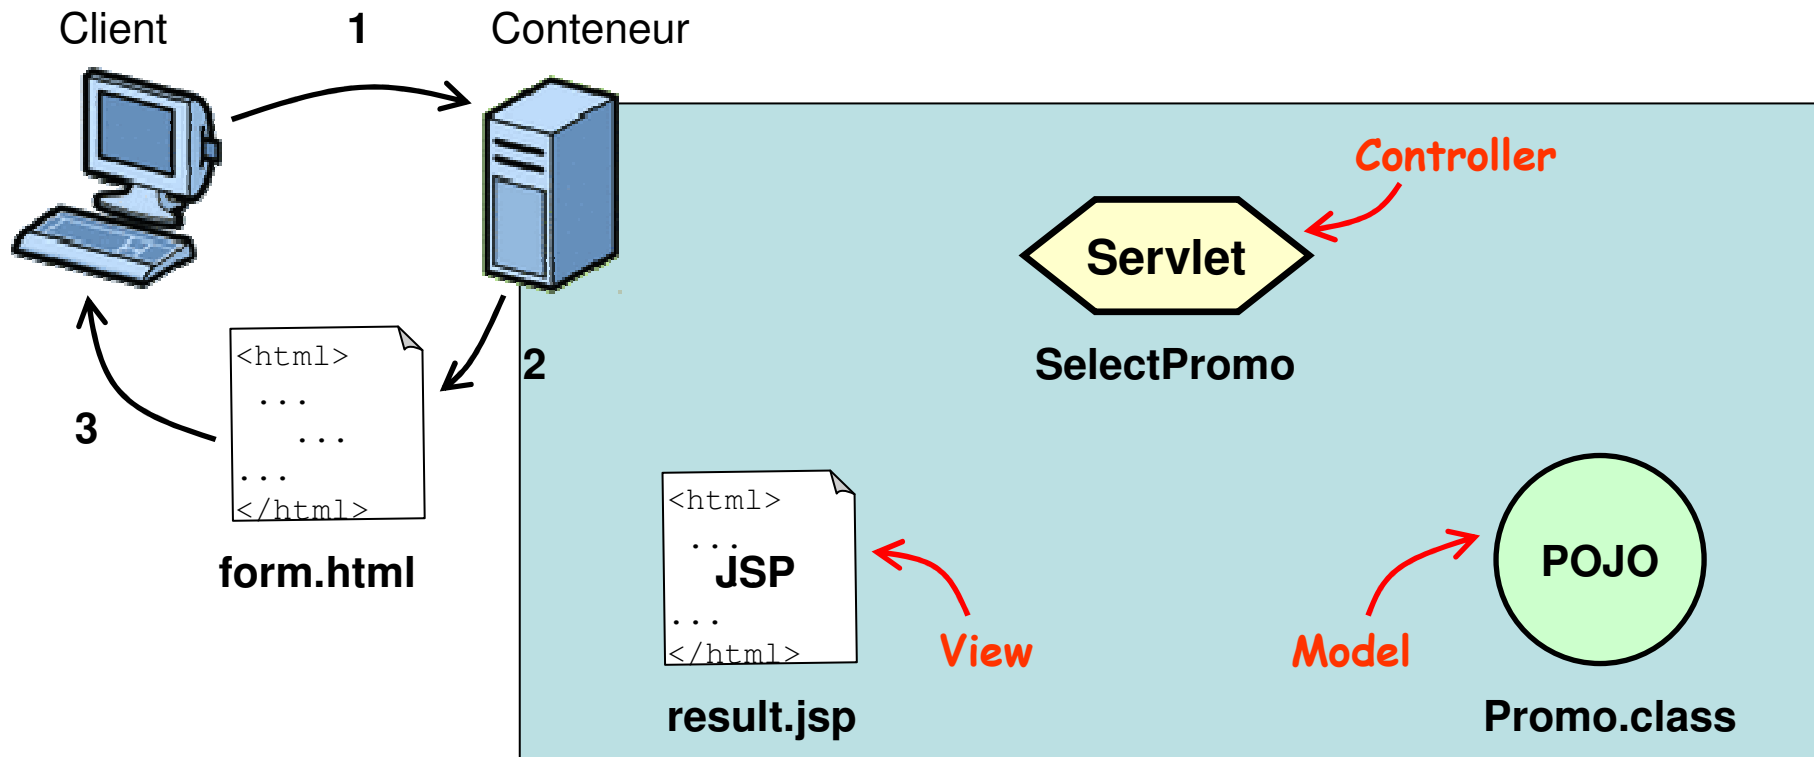 Client
1
Conteneur
Controller
Servlet
SelectPromo
2
<html>
...
...
...
</html>
3
form.html
<html>
...
JSP
...
</html>
View
result.jsp
Model
POJO
Promo.class